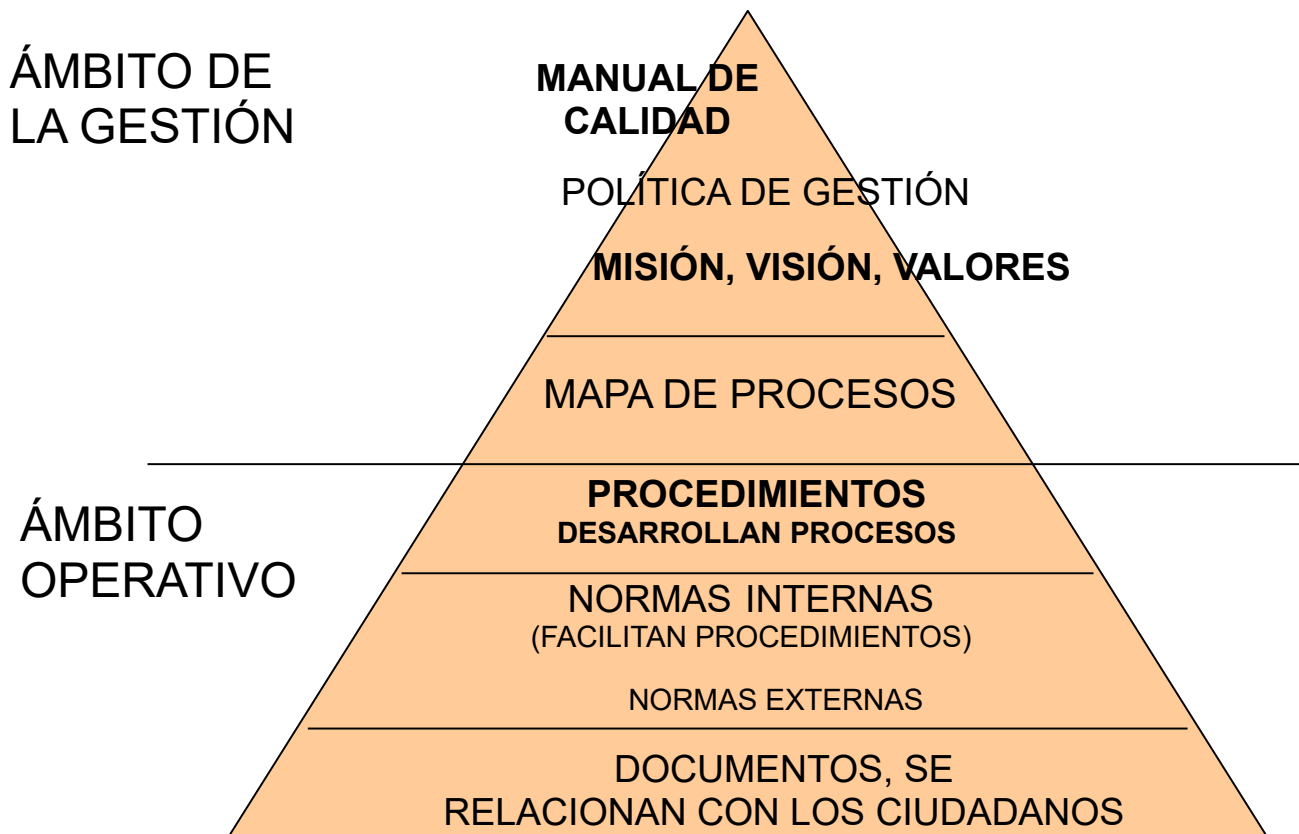 ÁMBITO DE
LA GESTIÓN
MANUAL DE
CALIDAD
POLÍTICA DE GESTIÓN
MISIÓN, VISIÓN, VALORES
MAPA DE PROCESOS
ÁMBITO
OPERATIVO
PROCEDIMIENTOS
DESARROLLAN PROCESOS
NORMAS INTERNAS
(FACILITAN PROCEDIMIENTOS)
NORMAS EXTERNAS
DOCUMENTOS, SE
RELACIONAN CON LOS CIUDADANOS